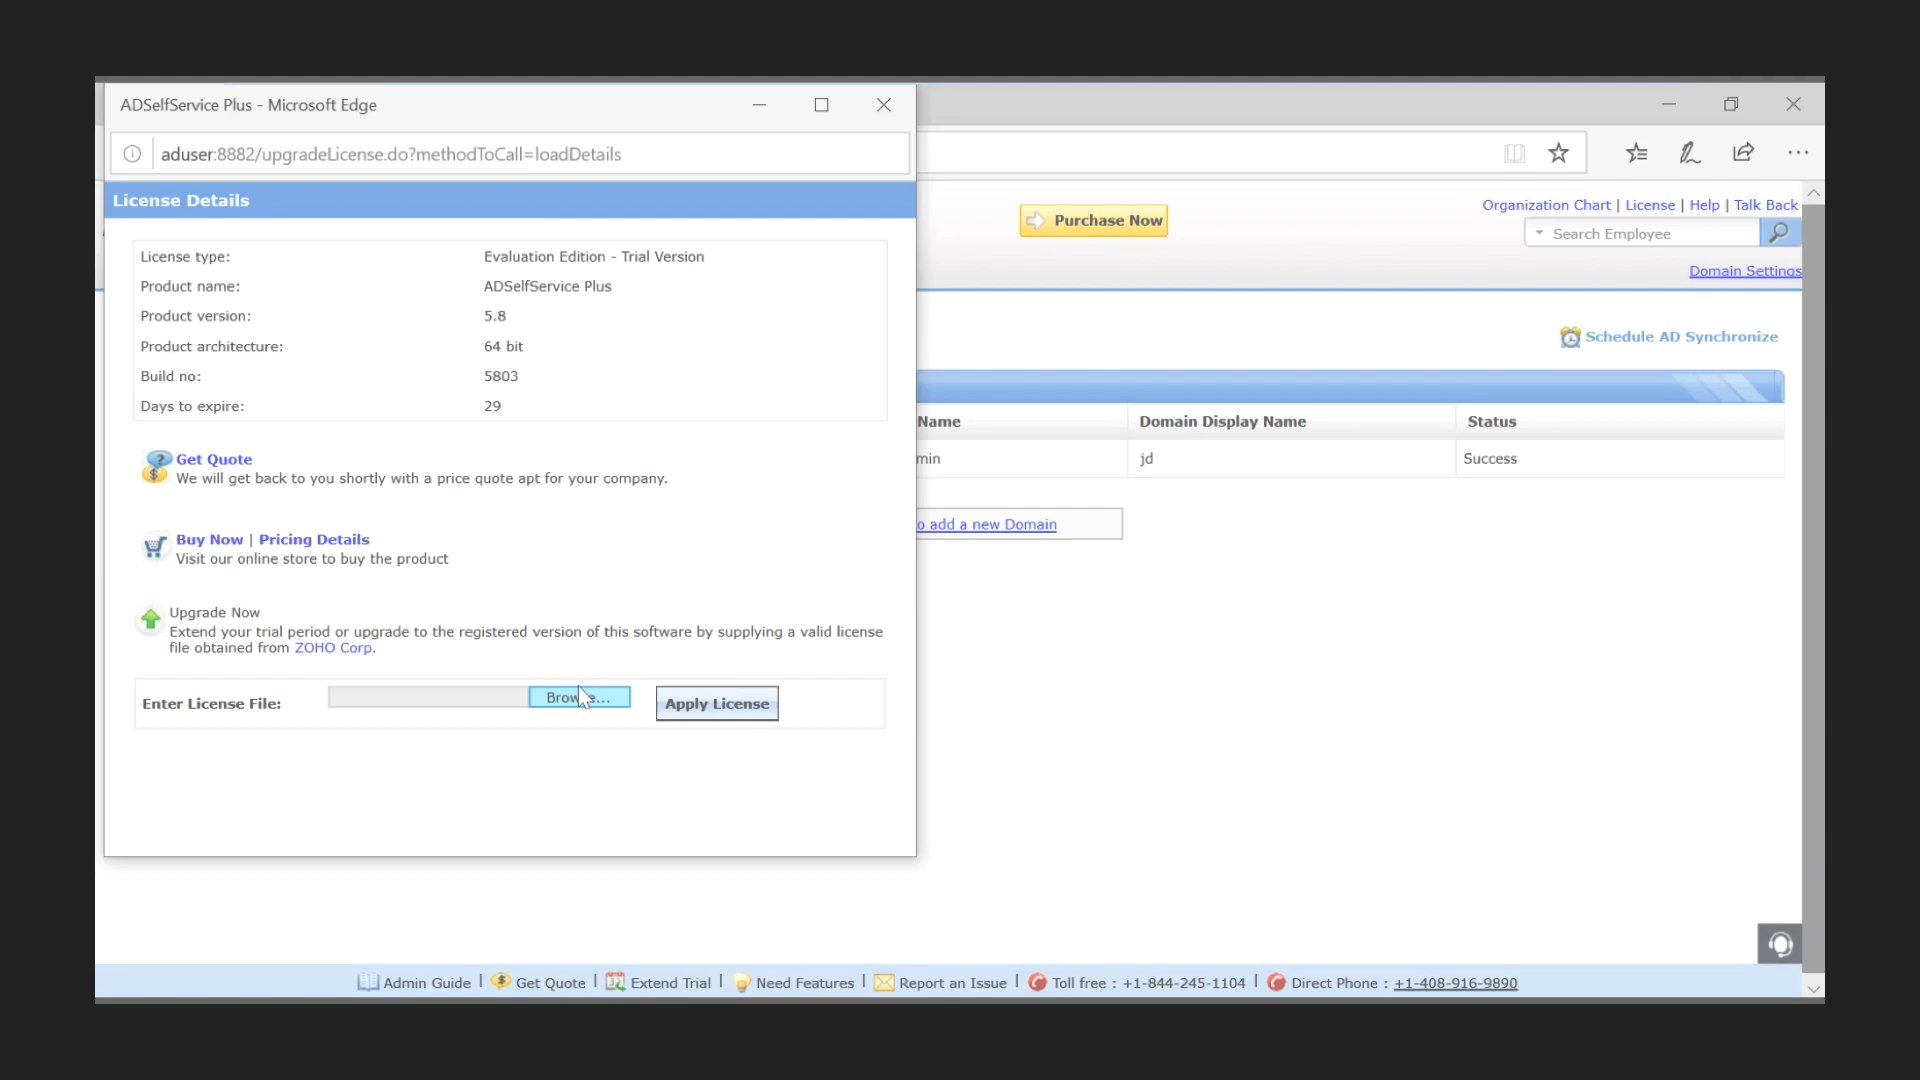 ADSelfService Plus - Microsoft Edge
aduser:8882/upgradeLicense.do?methodToCall=loadDetails
License Details
License type: Evaluation Edition - Trial Version
Product name: ADSelfService Plus
Product version: 5.8
Product architecture: 64 bit
Build no: 5803
Days to expire: 29
Get Quote
We will get back to you shortly with a price quote apt for your company.
Buy Now | Pricing Details
Visit our online store to buy the product
Upgrade Now
Extend your trial period or upgrade to the registered version of this software by supplying a valid license
file obtained from ZOHO Corp.
Enter License File: Browse... Apply License
Purchase Now
Organization Chart | License | Help | Talk Back
Search Employee
Domain Settings
Schedule AD Synchronize
Name Domain Display Name Status
min jd Success
o add a new Domain
Admin Guide | Get Quote | Extend Trial | Need Features | Report an Issue | Toll free : +1-844-245-1104 | Direct Phone : +1-408-916-9890